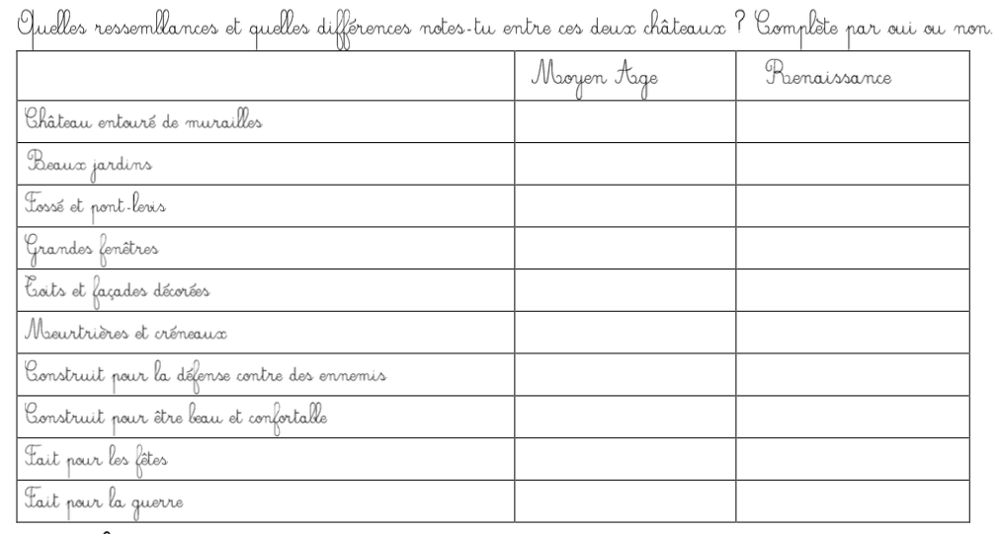 Quelles ressemblances et quelles différences notes-tu entre ces deux châteaux ? Complète par oui ou non.
Moyen Age Renaissance
Château entouré de murailles
Beaux jardins
Fossé et pont-levis
Grandes fenêtres
Toits et façades décorées
Meurtrières et créneaux
Construit pour la défense contre des ennemis
Construit pour être beau et confortable
Fait pour les fêtes
Fait pour la guerre